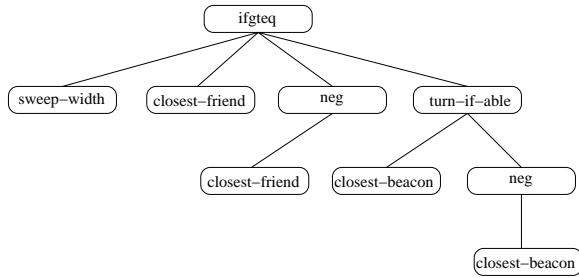 ifgteq
sweep−width
closest−friend
neg
turn−if−able
closest−friend
closest−beacon
neg
closest−beacon